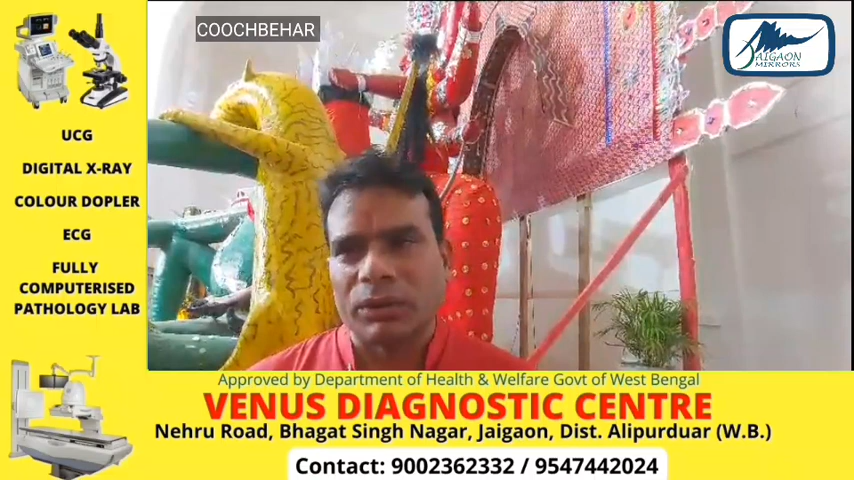 COOCHBEHAR
JAIGAON
MIRRORS
UCG
DIGITAL X-RAY
COLOUR DOPLER
ECG
FULLY
COMPUTERISED
PATHOLOGY LAB
Approved by Department of Health & Welfare Govt of West Bengal
VENUS DIAGNOSTIC CENTRE
Nehru Road, Bhagat Singh Nagar, Jaigaon, Dist. Alipurduar (W.B.)
Contact: 9002362332 / 9547442024